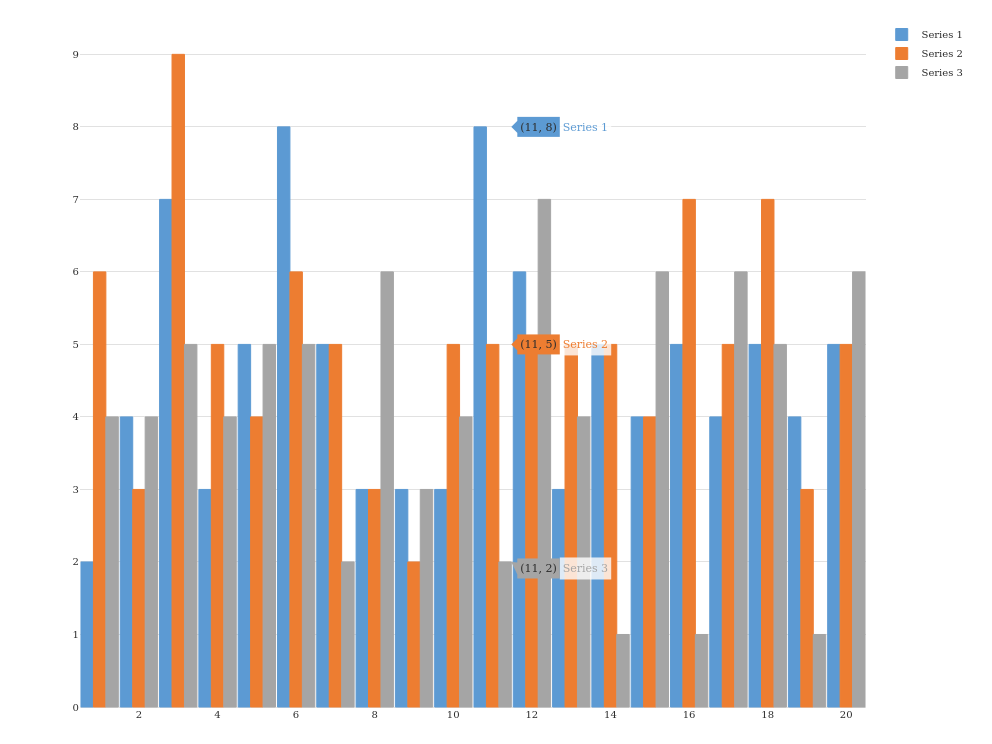 Series 1
Series 2
Series 3
9
8
7
6
5
4
3
2
1
0
(11, 8) Series 1
(11, 5) Series 2
(11, 2) Series 3
2 4 6 8 10 12 14 16 18 20